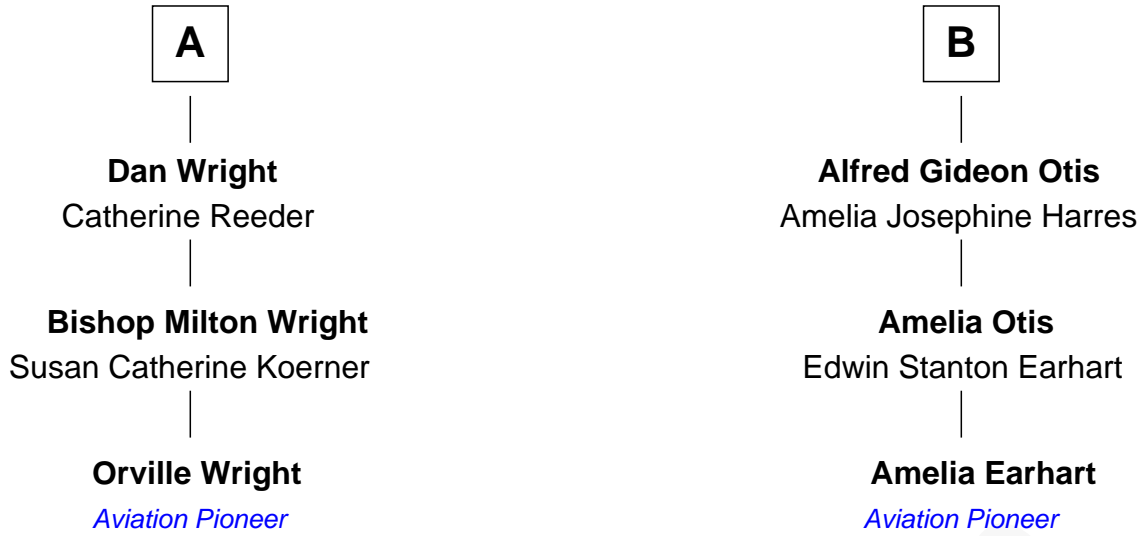 A
Dan Wright
Catherine Reeder
Bishop Milton Wright
Susan Catherine Koerner
Orville Wright
Aviation Pioneer
B
Alfred Gideon Otis
Amelia Josephine Harres
Amelia Otis
Edwin Stanton Earhart
Amelia Earhart
Aviation Pioneer